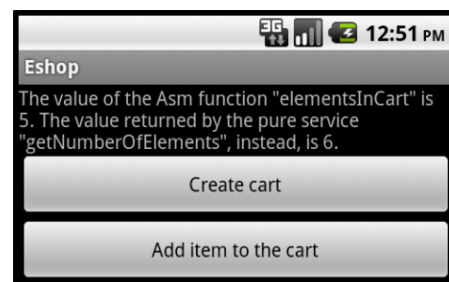 3G 12:51 PM
Eshop
The value of the Asm function "elementsInCart" is
5. The value returned by the pure service
"getNumberOfElements", instead, is 6.
Create cart
Add item to the cart